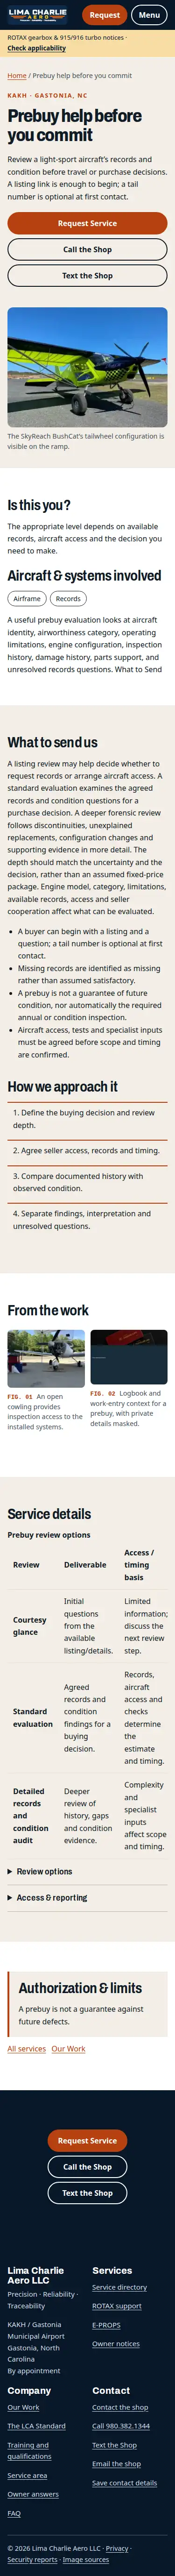 LIMA CHARLIE
AERO
Request
Menu
ROTAX gearbox & 915/916 turbo notices ·
Check applicability
Home / Prebuy help before you commit
KAKH · GASTONIA, NC
Prebuy help before
you commit
Review a light-sport aircraft's records and
condition before travel or purchase decisions.
A listing link is enough to begin; a tail
number is optional at first contact.
Request Service
Call the Shop
Text the Shop
The SkyReach BushCat's tailwheel configuration is
visible on the ramp.
Is this you?
The appropriate level depends on available
records, aircraft access and the decision you
need to make.
Aircraft & systems involved
Airframe
Records
A useful prebuy evaluation looks at aircraft
identity, airworthiness category, operating
limitations, engine configuration, inspection
history, damage history, parts support, and
unresolved records questions. What to Send
What to send us
A listing review may help decide whether to
request records or arrange aircraft access. A
standard evaluation examines the agreed
records and condition questions for a
purchase decision. A deeper forensic review
follows discontinuities, unexplained
replacements, configuration changes and
supporting evidence in more detail. The
depth should match the uncertainty and the
decision, rather than an assumed fixed-price
package. Engine model, category, limitations,
available records, access and seller
cooperation affect what can be evaluated.
• A buyer can begin with a listing and a
question; a tail number is optional at first
contact.
• Missing records are identified as missing
rather than assumed satisfactory.
• A prebuy is not a guarantee of future
condition, nor automatically the required
annual or condition inspection.
• Aircraft access, tests and specialist inputs
must be agreed before scope and timing
are confirmed.
How we approach it
1. Define the buying decision and review
depth.
2. Agree seller access, records and timing.
3. Compare documented history with
observed condition.
4. Separate findings, interpretation and
unresolved questions.
From the work
FIG. 01 An open
cowling provides
inspection access to the
installed systems.
FIG. 02 Logbook and
work-entry context for a
prebuy, with private
details masked.
Service details
Prebuy review options
Review
Deliverable
Access /
timing
basis
Courtesy
glance
Initial
questions
from the
available
listing/details.
Limited
information;
discuss the
next review
step.
Standard
evaluation
Agreed
records and
condition
findings for a
buying
decision.
Records,
aircraft
access and
checks
determine
the
estimate
and timing.
Detailed
records
and
condition
audit
Deeper
review of
history, gaps
and condition
evidence.
Complexity
and
specialist
inputs
affect scope
and timing.
Review options
Access & reporting
Authorization & limits
A prebuy is not a guarantee against
future defects.
All services
Our Work
Request Service
Call the Shop
Text the Shop
Lima Charlie
Aero LLC
Precision · Reliability ·
Traceability
KAKH / Gastonia
Municipal Airport
Gastonia, North
Carolina
By appointment
Services
Service directory
ROTAX support
E-PROPS
Owner notices
Company
Our Work
The LCA Standard
Training and
qualifications
Service area
Owner answers
FAQ
Contact
Contact the shop
Call 980.382.1344
Text the Shop
Email the shop
Save contact details
© 2026 Lima Charlie Aero LLC · Privacy ·
Security reports · Image sources